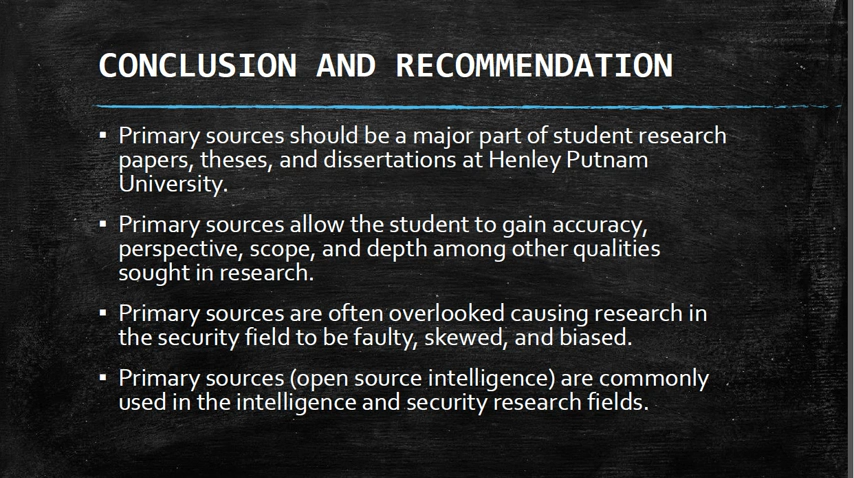 CONCLUSION AND RECOMMENDATION
▪ Primary sources should be a major part of student research
papers, theses, and dissertations at Henley Putnam
University.
▪ Primary sources allow the student to gain accuracy,
perspective, scope, and depth among other qualities
sought in research.
▪ Primary sources are often overlooked causing research in
the security field to be faulty, skewed, and biased.
▪ Primary sources (open source intelligence) are commonly
used in the intelligence and security research fields.